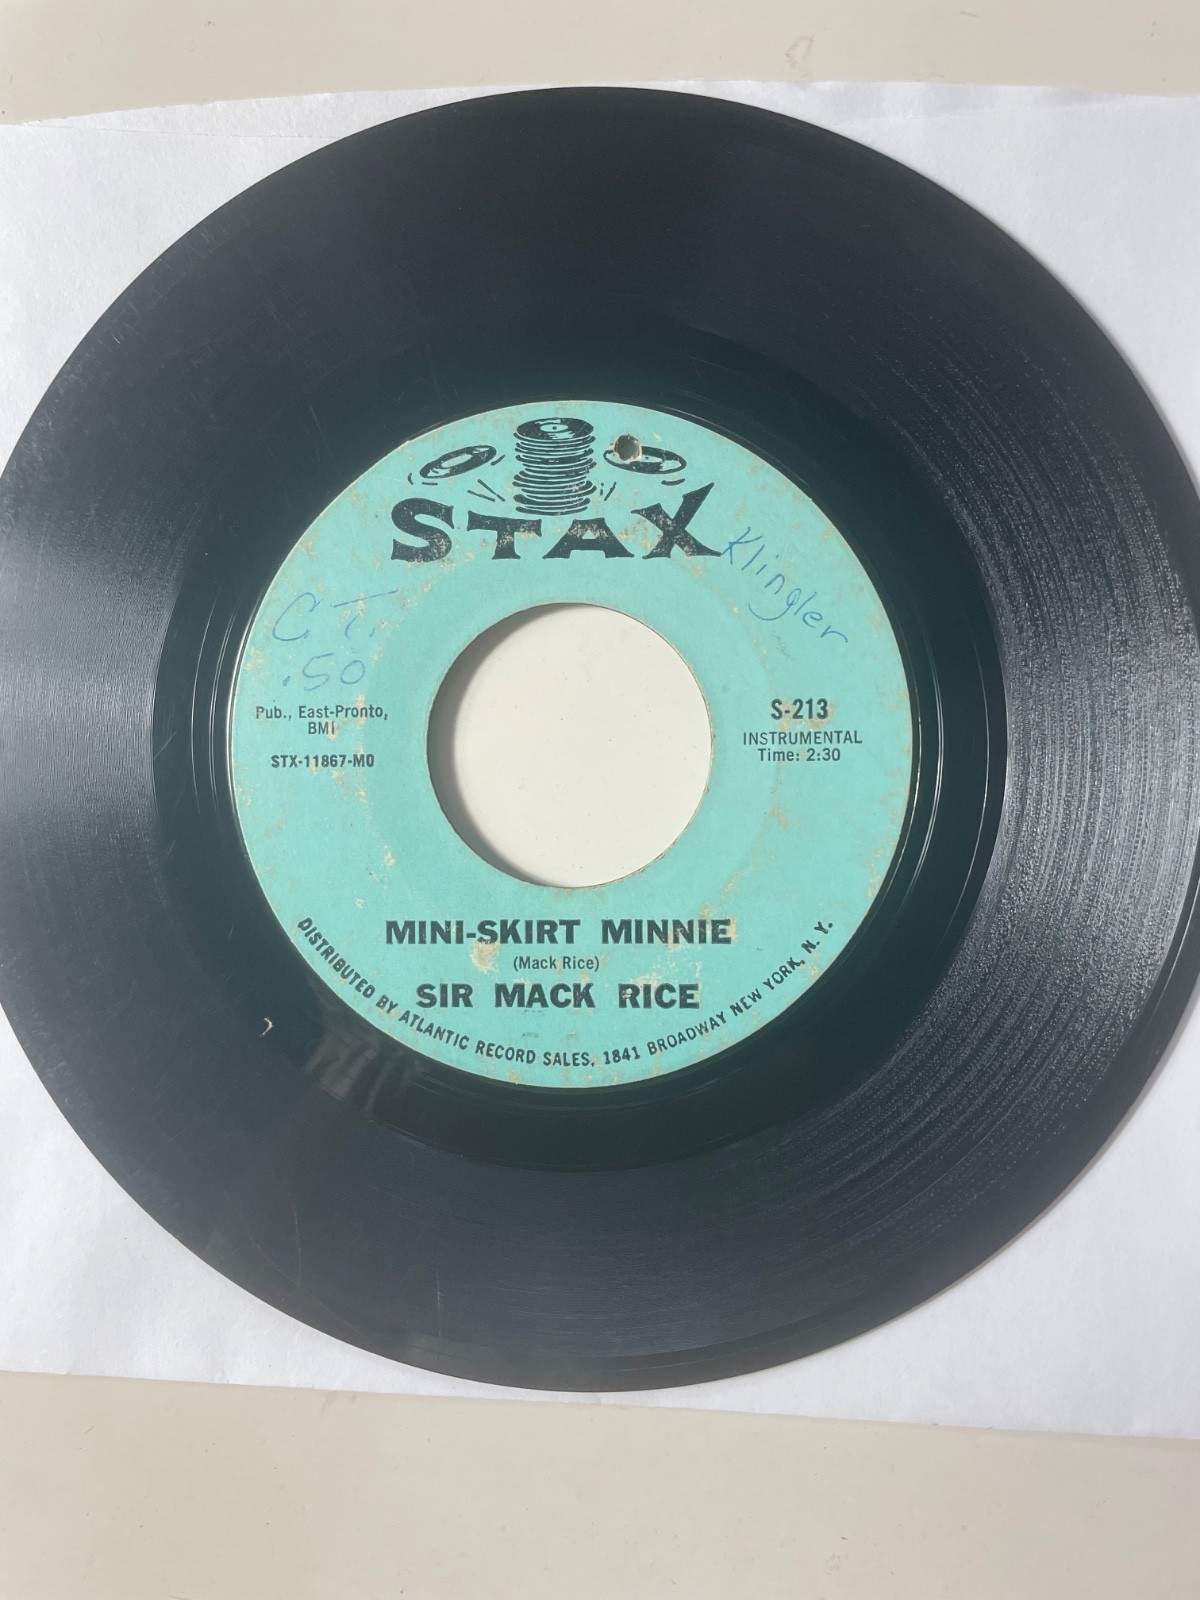 STAX
Klingler
C T.
.50
Pub., East-Pronto,
BMI
STX-11867-MO
S-213
INSTRUMENTAL
Time: 2:30
MINI-SKIRT MINNIE
(Mack Rice)
SIR MACK RICE
DISTRIBUTED BY ATLANTIC RECORD SALES, 1841 BROADWAY NEW YORK, N. Y.